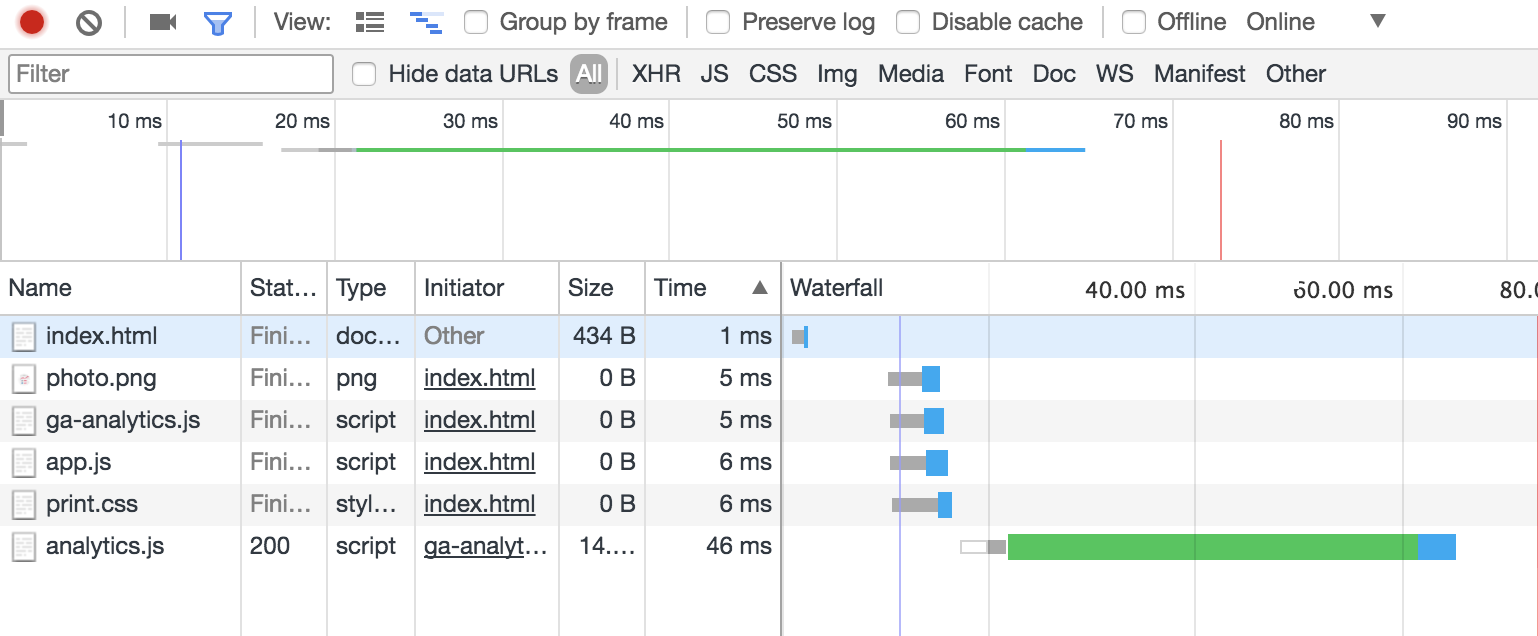 View: Group by frame Preserve log Disable cache Offline Online
Filter Hide data URLs All XHR JS CSS Img Media Font Doc WS Manifest Other
10 ms 20 ms 30 ms 40 ms 50 ms 60 ms 70 ms 80 ms 90 ms
Name Stat… Type Initiator Size Time Waterfall 40.00 ms 60.00 ms 80.0
index.html Fini… doc… Other 434 B 1 ms
photo.png Fini… png index.html 0 B 5 ms
ga-analytics.js Fini… script index.html 0 B 5 ms
app.js Fini… script index.html 0 B 6 ms
print.css Fini… styl… index.html 0 B 6 ms
analytics.js 200 script ga-analyt… 14.… 46 ms